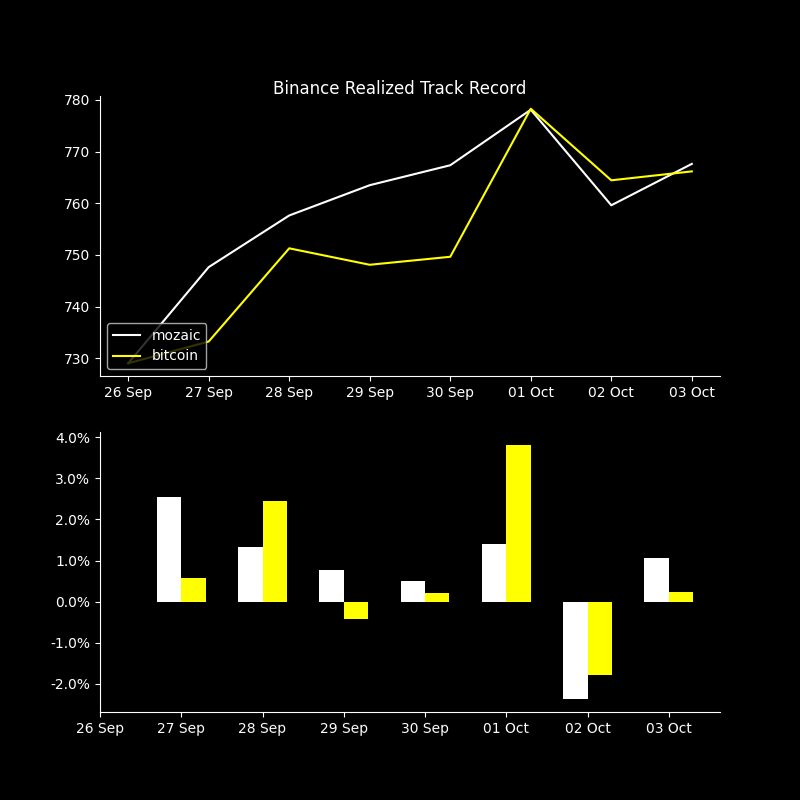 Binance Realized Track Record
780
770
760
750
740
730
mozaic
bitcoin
26 Sep 27 Sep 28 Sep 29 Sep 30 Sep 01 Oct 02 Oct 03 Oct
4.0%
3.0%
2.0%
1.0%
0.0%
-1.0%
-2.0%
26 Sep 27 Sep 28 Sep 29 Sep 30 Sep 01 Oct 02 Oct 03 Oct